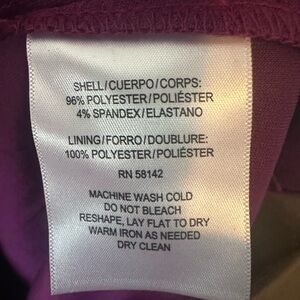 SHELL/CUERPO/CORPS:
96% POLYESTER/POLIÉSTER
4% SPANDEX/ELASTANO
LINING/FORRO/DOUBLURE:
100% POLYESTER/POLIÉSTER
RN 58142
MACHINE WASH COLD
DO NOT BLEACH
RESHAPE, LAY FLAT TO DRY
WARM IRON AS NEEDED
DRY CLEAN